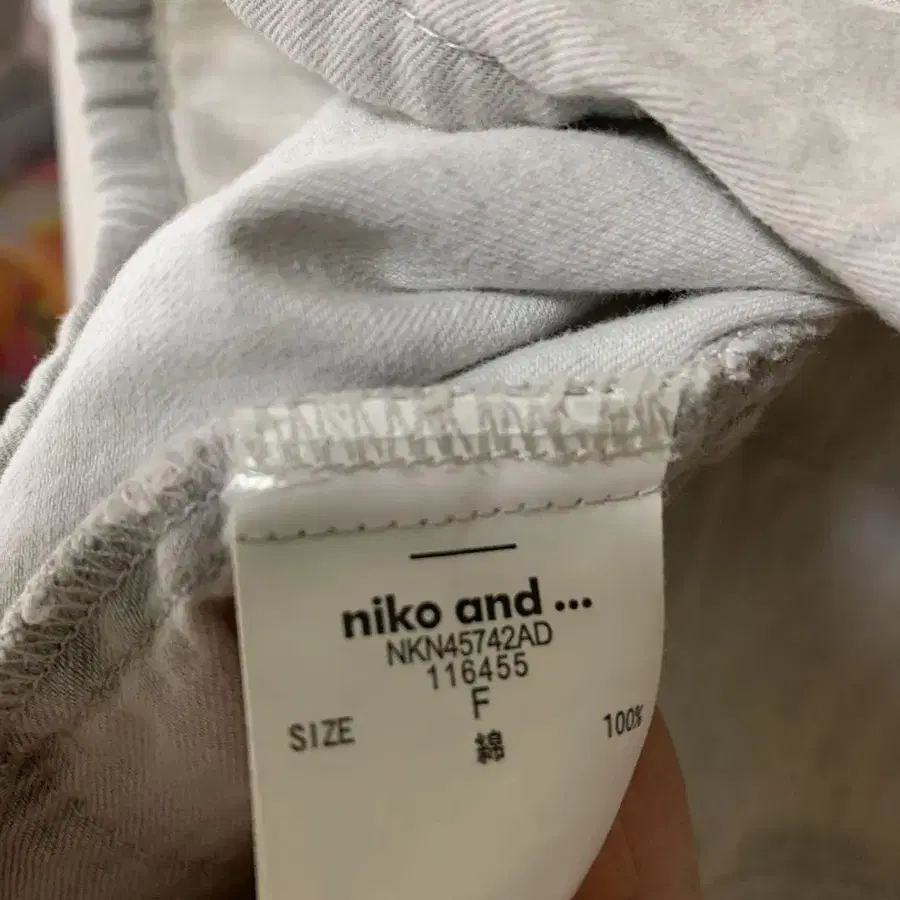 niko and ...
NKN45742AD
116455
F
SIZE 綿 100%